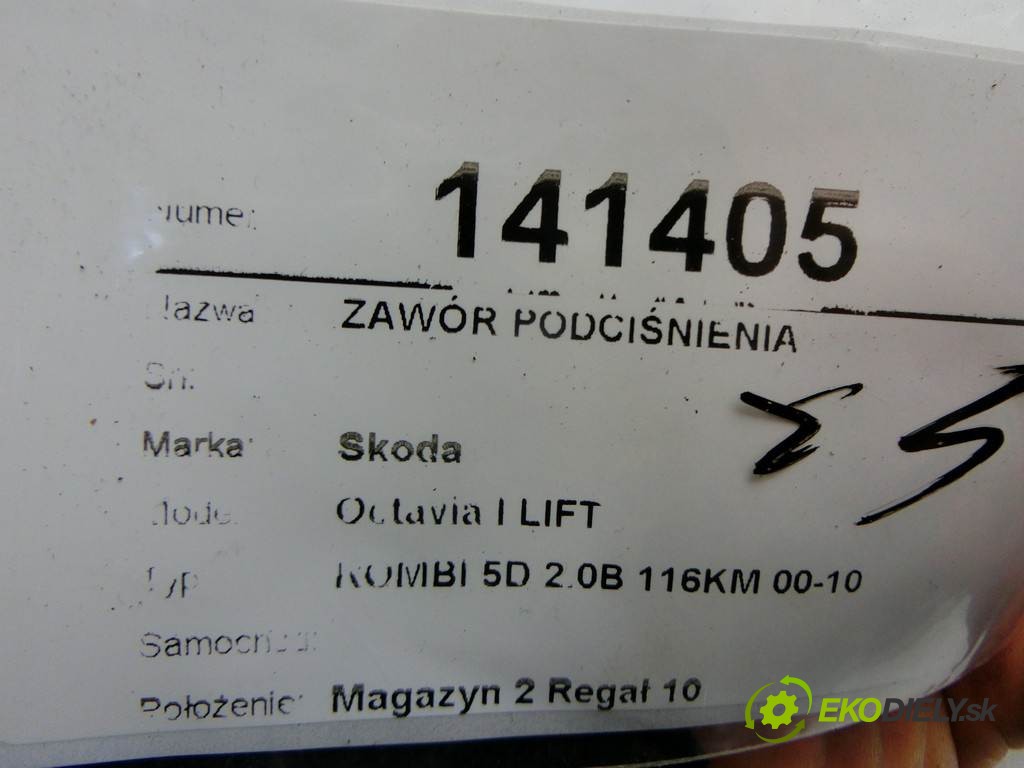 141405
ZAWÓR PODCIŚNIENIA
Marka: Skoda
Octavia I LIFT
KOMBI 5D 2.0B 116KM 00-10
Położenie: Magazyn 2 Regał 10
EKODIELY.sk